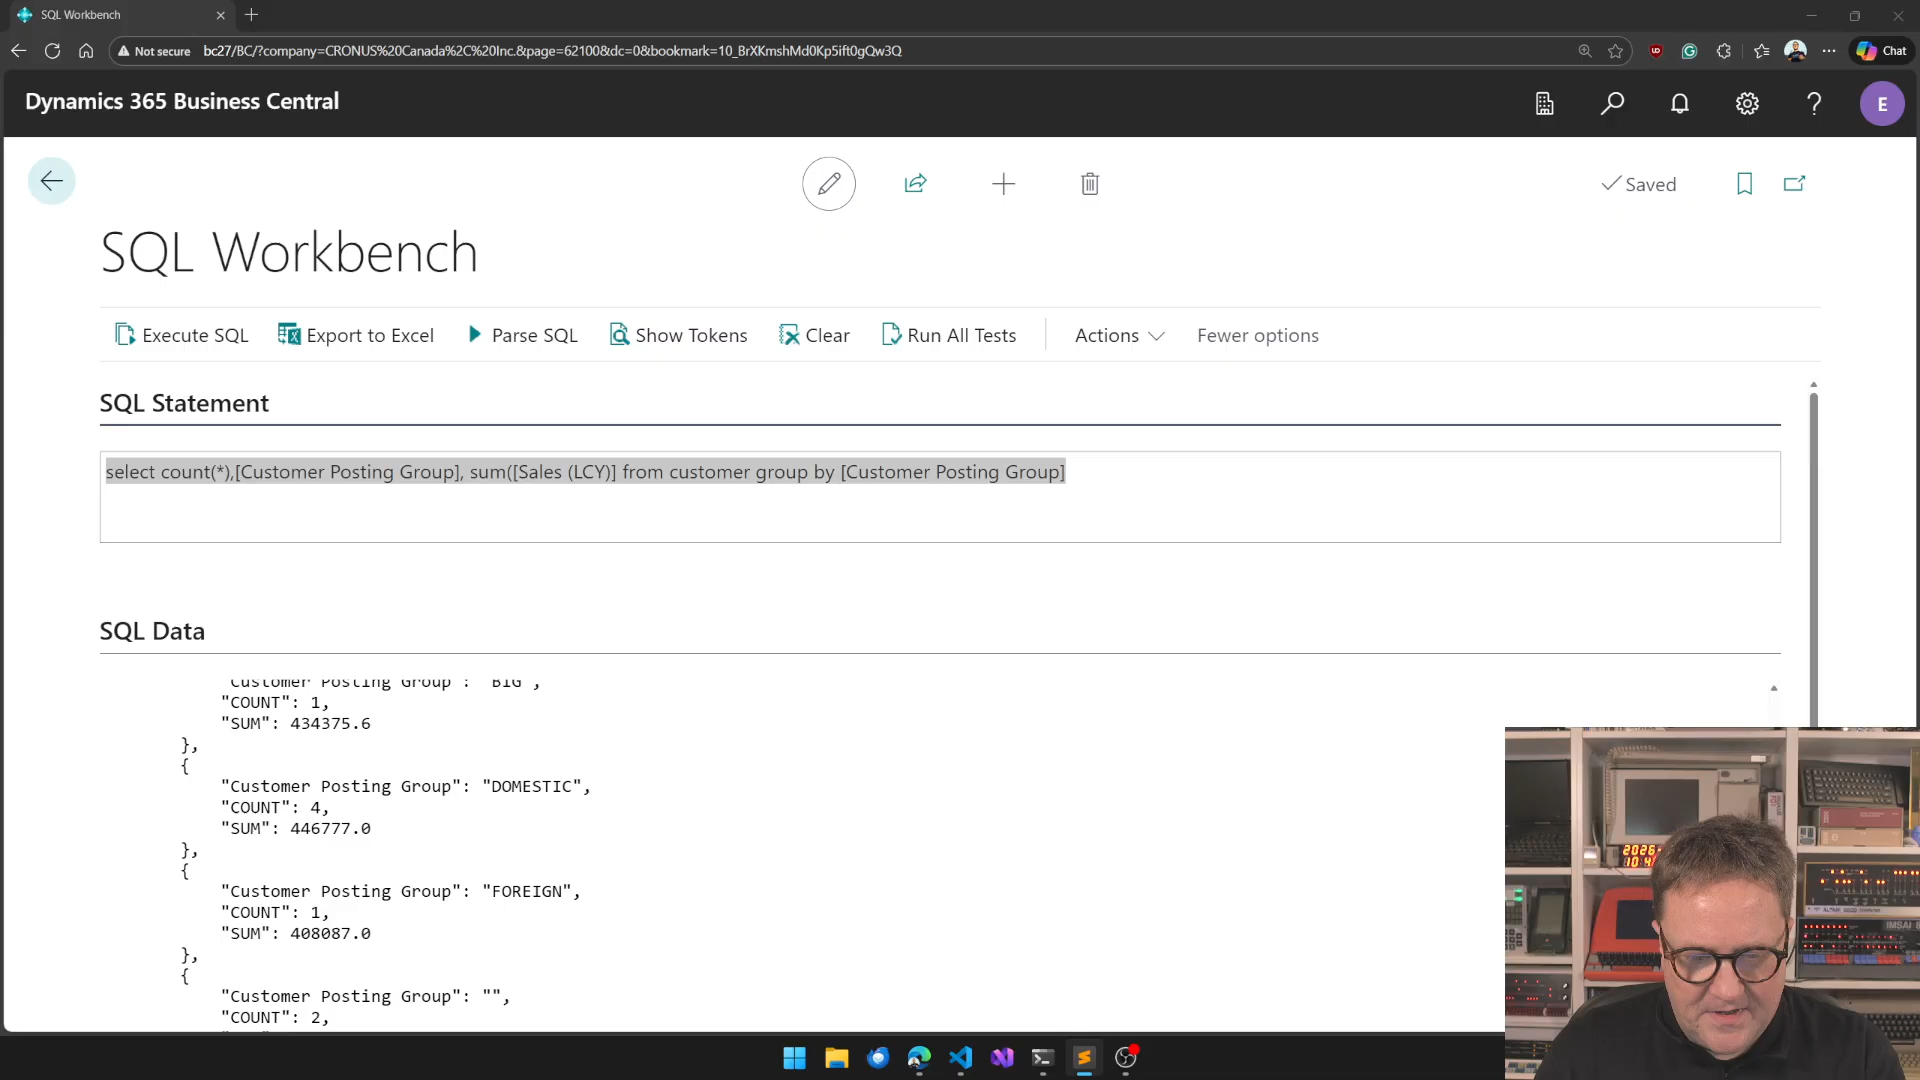 SQL Workbench
Not secure
bc27/BC/?company=CRONUS%20Canada%2C%20Inc.&page=62100&dc=0&bookmark=10_BrXKmshMd0Kp5ift0gQw3Q
Chat
Dynamics 365 Business Central
E
Saved
SQL Workbench
Execute SQL
Export to Excel
Parse SQL
Show Tokens
Clear
Run All Tests
Actions
Fewer options
SQL Statement
select count(*),[Customer Posting Group], sum([Sales (LCY)] from customer group by [Customer Posting Group]
SQL Data
"Customer Posting Group": "BIG",
"COUNT": 1,
"SUM": 434375.6
},
{
"Customer Posting Group": "DOMESTIC",
"COUNT": 4,
"SUM": 446777.0
},
{
"Customer Posting Group": "FOREIGN",
"COUNT": 1,
"SUM": 408087.0
},
{
"Customer Posting Group": "",
"COUNT": 2,